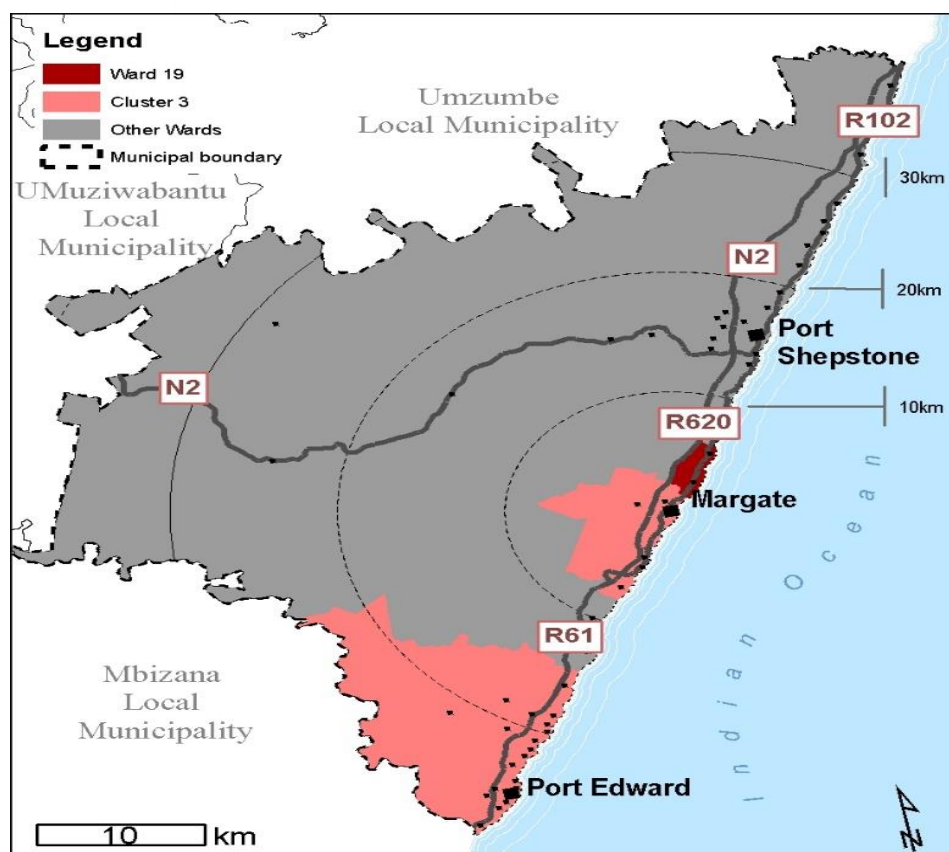 Legend
Ward 19
Cluster 3
Other Wards
Municipal boundary
Umzumbe
Local Municipality
UMuziwabantu
Local
Municipality
R102
30km
N2
20km
Port
Shepstone
N2
10km
R620
Margate
Indian Ocean
R61
Mbizana
Local
Municipality
Port Edward
N
10 km